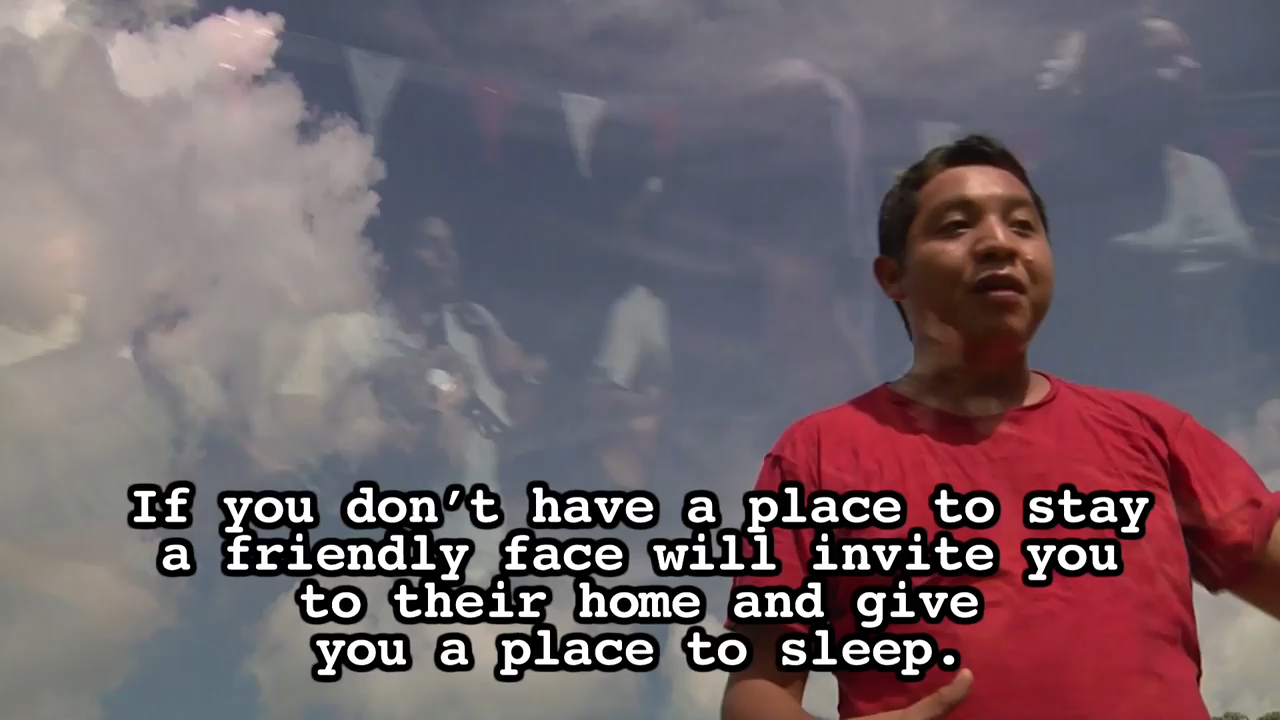 If you don’t have a place to stay
a friendly face will invite you
to their home and give
you a place to sleep.